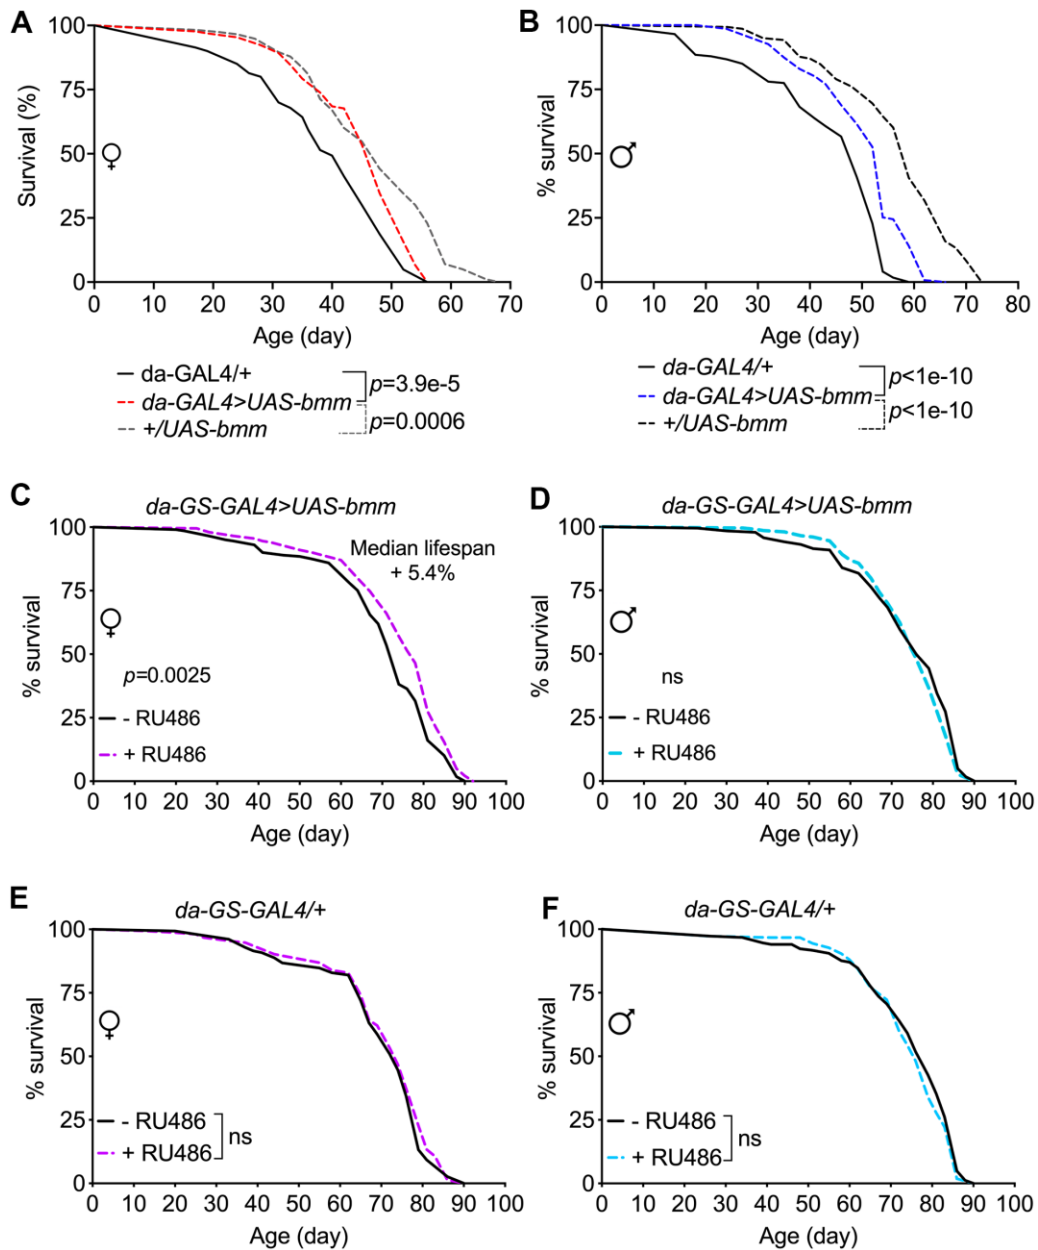 A
Survival (%)
100
75
50
25
0
♀
0 10 20 30 40 50 60 70
Age (day)
da-GAL4/+
da-GAL4>UAS-bmm
+/UAS-bmm
p=3.9e-5
p=0.0006
B
% survival
100
75
50
25
0
♂
0 10 20 30 40 50 60 70 80
Age (day)
da-GAL4/+
da-GAL4>UAS-bmm
+/UAS-bmm
p<1e-10
p<1e-10
C
da-GS-GAL4>UAS-bmm
% survival
100
75
50
25
0
Median lifespan
+ 5.4%
♀
p=0.0025
- RU486
+ RU486
0 10 20 30 40 50 60 70 80 90 100
Age (day)
D
da-GS-GAL4>UAS-bmm
% survival
100
75
50
25
0
♂
ns
- RU486
+ RU486
0 10 20 30 40 50 60 70 80 90 100
Age (day)
E
da-GS-GAL4/+
% survival
100
75
50
25
0
♀
- RU486
+ RU486
ns
0 10 20 30 40 50 60 70 80 90 100
Age (day)
F
da-GS-GAL4/+
% survival
100
75
50
25
0
♂
- RU486
+ RU486
ns
0 10 20 30 40 50 60 70 80 90 100
Age (day)